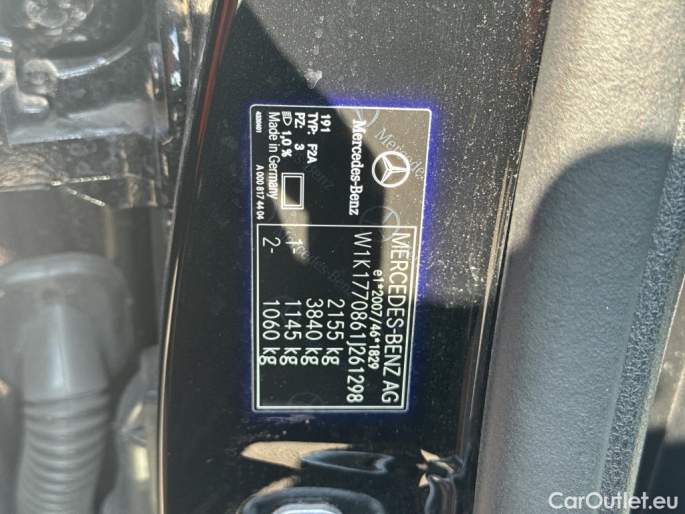 MERCEDES-BENZ AG
e1*2007/46*1829
W1K1770861J261298
2155 kg
3840 kg
1- 1145 kg
2- 1060 kg
Mercedes-Benz
191
TYP: F2A
PZ: 3
1,0 %
Made in Germany
A 000 817 44 04
CarOutlet.eu